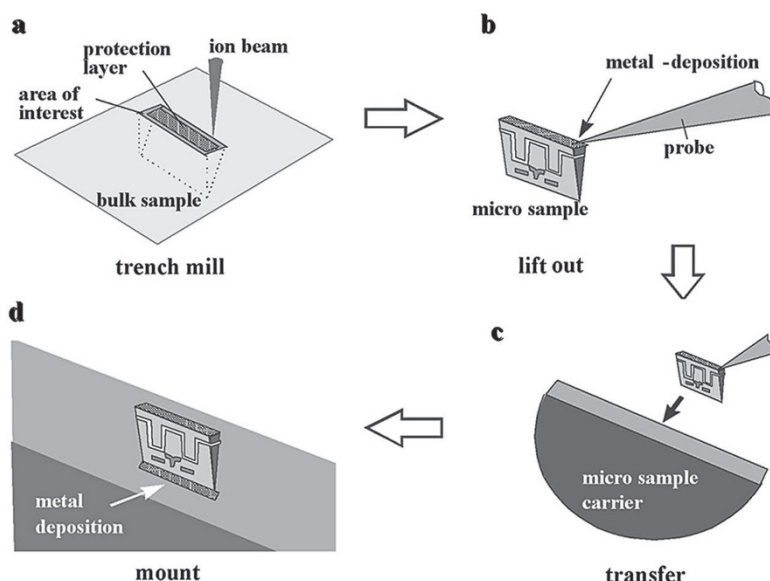 a
ion beam
protection
layer
area of
interest
bulk sample
trench mill
b
metal -deposition
probe
micro sample
lift out
c
micro sample
carrier
transfer
d
metal
deposition
mount